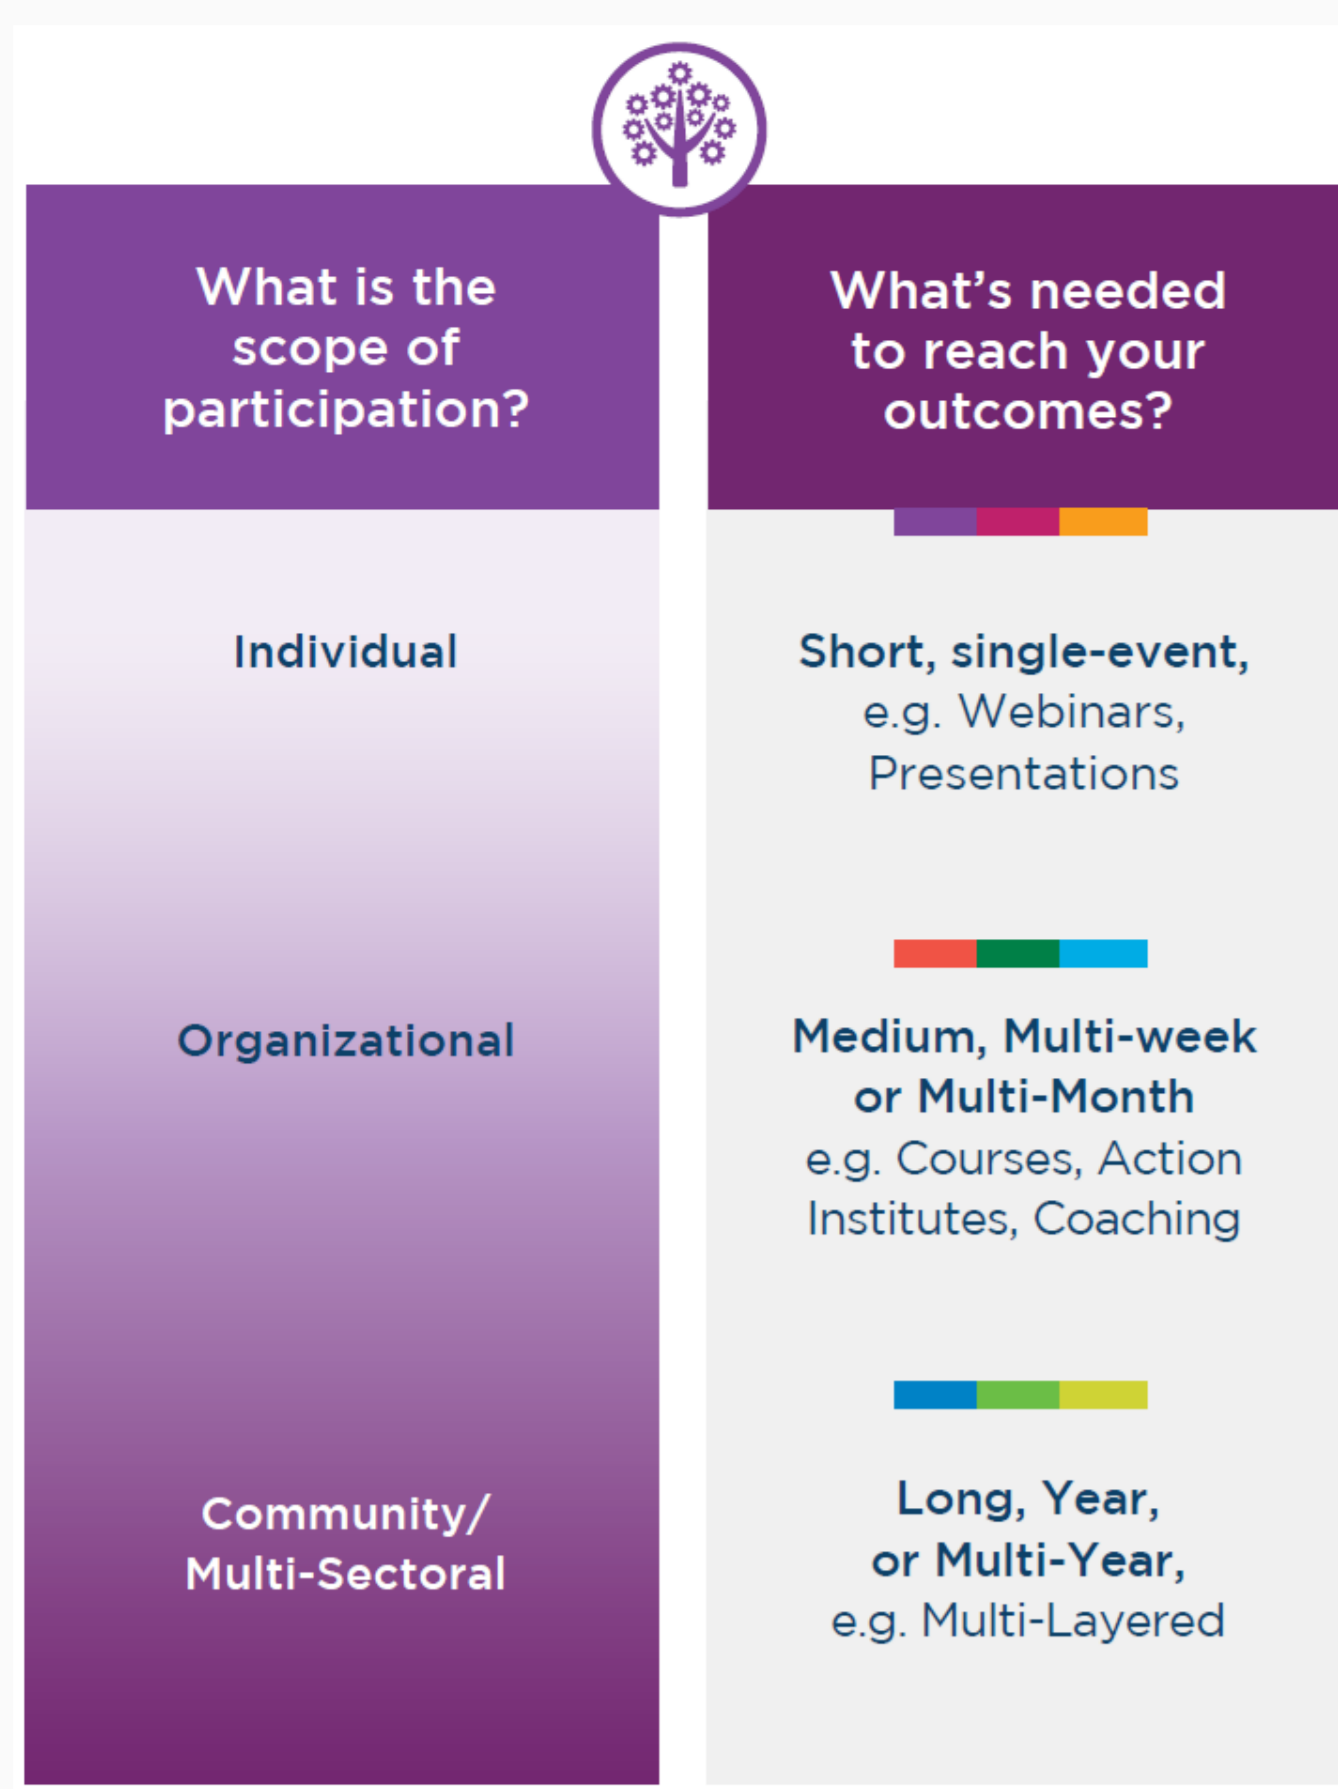 What is the
scope of
participation?
Individual
Organizational
Community/
Multi-Sectoral
What's needed
to reach your
outcomes?
Short, single-event,
e.g. Webinars,
Presentations
Medium, Multi-week
or Multi-Month
e.g. Courses, Action
Institutes, Coaching
Long, Year,
or Multi-Year,
e.g. Multi-Layered